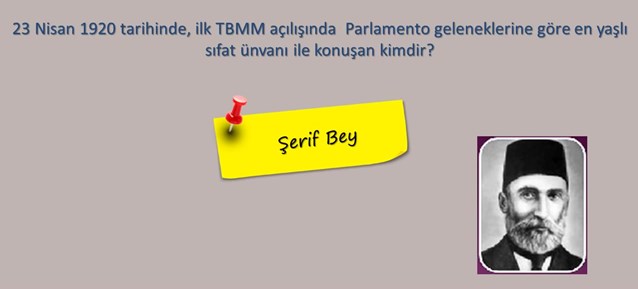 23 Nisan 1920 tarihinde, ilk TBMM açılışında Parlamento geleneklerine göre en yaşlı
sıfat ünvanı ile konuşan kimdir?
Şerif Bey